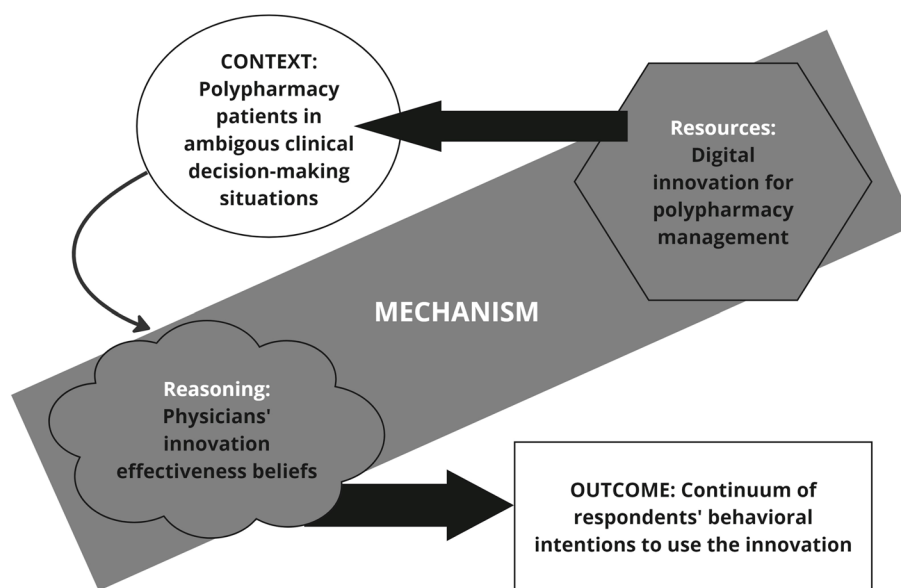 CONTEXT:
Polypharmacy
patients in
ambigous clinical
decision-making
situations
Resources:
Digital
innovation for
polypharmacy
management
MECHANISM
Reasoning:
Physicians'
innovation
effectiveness beliefs
OUTCOME: Continuum of
respondents' behavioral
intentions to use the innovation